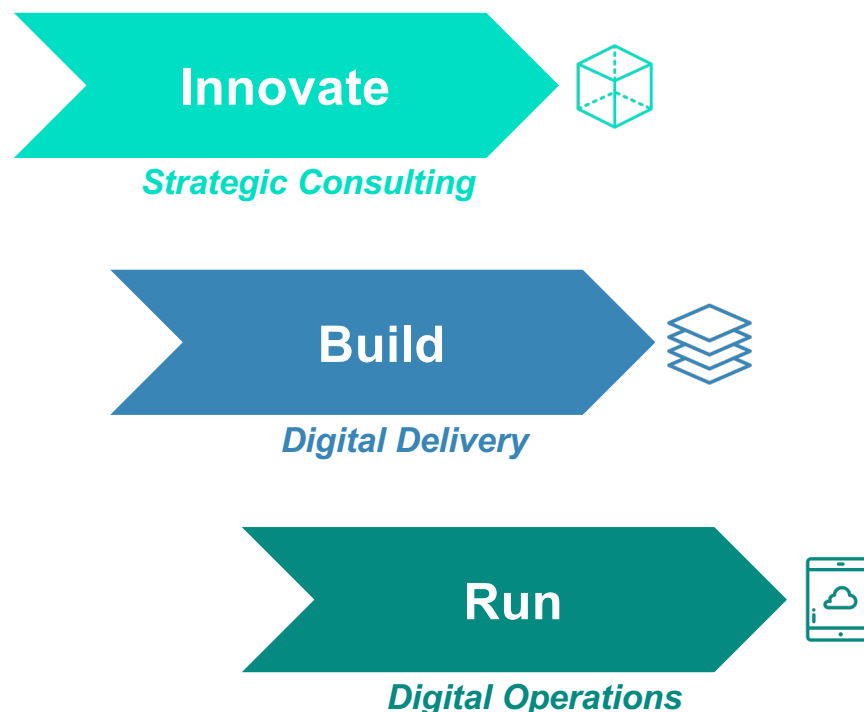 Innovate
Strategic Consulting
Build
Digital Delivery
Run
Digital Operations